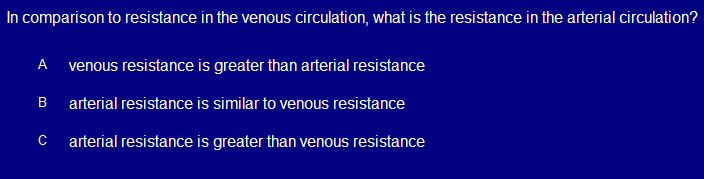 In comparison to resistance in the venous circulation, what is the resistance in the arterial circulation?
A venous resistance is greater than arterial resistance
B arterial resistance is similar to venous resistance
C arterial resistance is greater than venous resistance